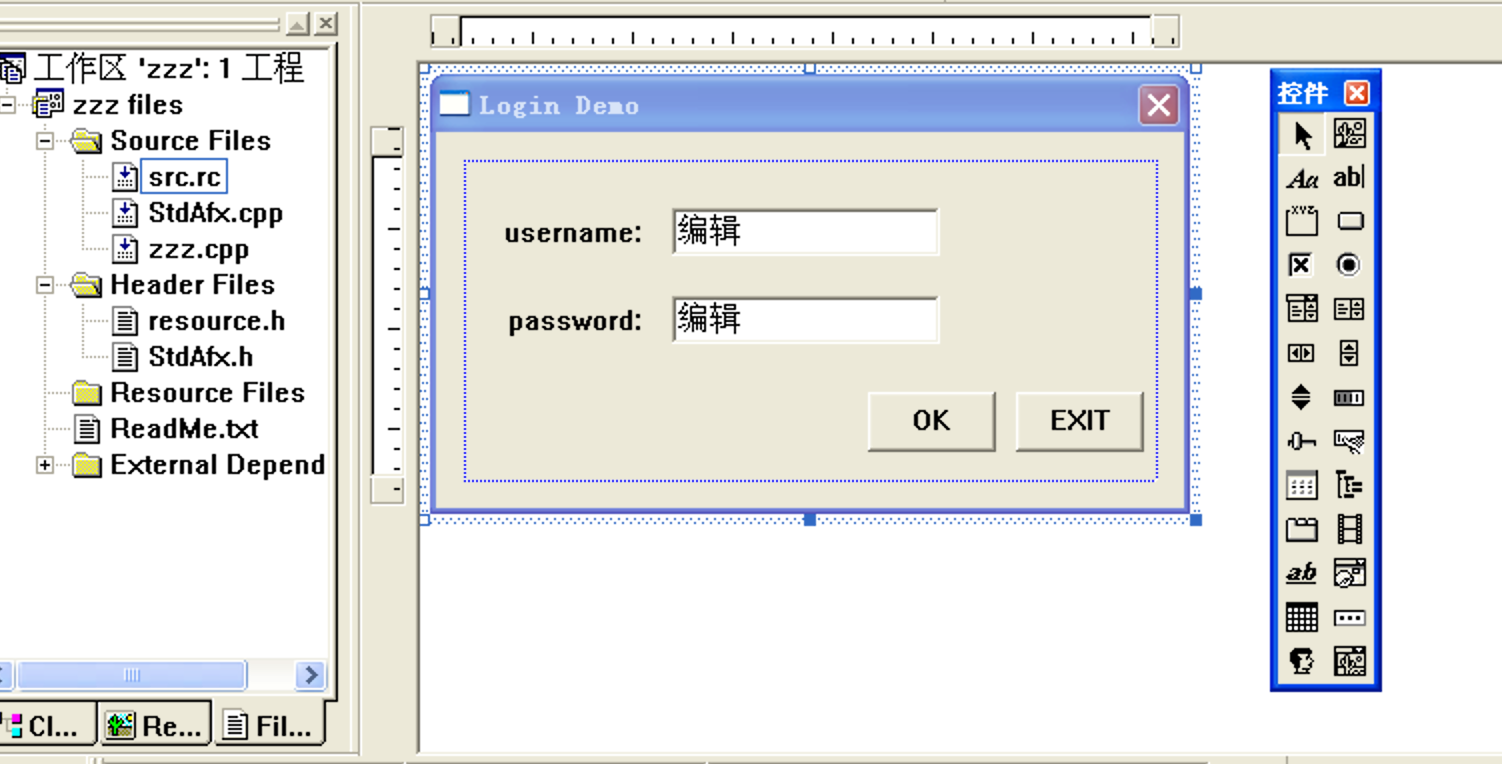 工作区 'zzz': 1 工程
zzz files
Source Files
src.rc
StdAfx.cpp
zzz.cpp
Header Files
resource.h
StdAfx.h
Resource Files
ReadMe.txt
External Depend
Cl...
Re...
Fil...
Login Demo
username:
编辑
password:
编辑
OK
EXIT
控件
Aa
ab|
XYZ
ab